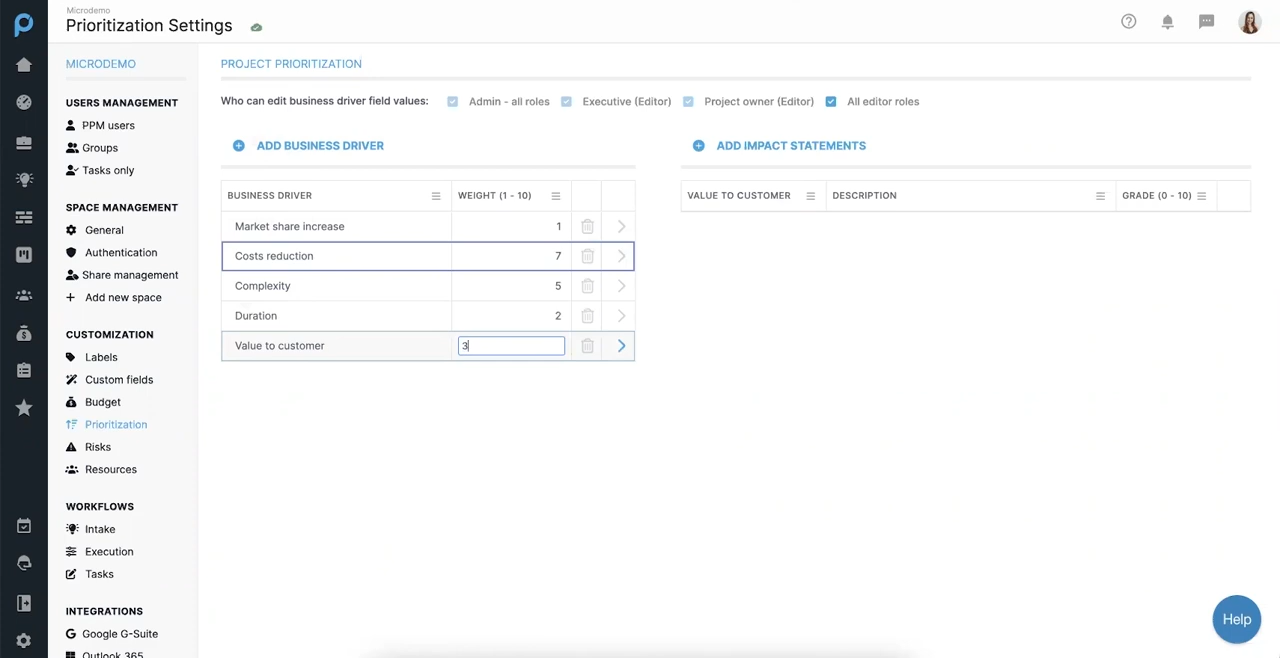 Microdemo
Prioritization Settings
MICRODEMO
USERS MANAGEMENT
PPM users
Groups
Tasks only
SPACE MANAGEMENT
General
Authentication
Share management
Add new space
CUSTOMIZATION
Labels
Custom fields
Budget
Prioritization
Risks
Resources
WORKFLOWS
Intake
Execution
Tasks
INTEGRATIONS
Google G-Suite
Outlook 365
PROJECT PRIORITIZATION
Who can edit business driver field values: Admin - all roles Executive (Editor) Project owner (Editor) All editor roles
ADD BUSINESS DRIVER
BUSINESS DRIVER WEIGHT (1 - 10)
Market share increase 1
Costs reduction 7
Complexity 5
Duration 2
Value to customer 3
ADD IMPACT STATEMENTS
VALUE TO CUSTOMER DESCRIPTION GRADE (0 - 10)
Help